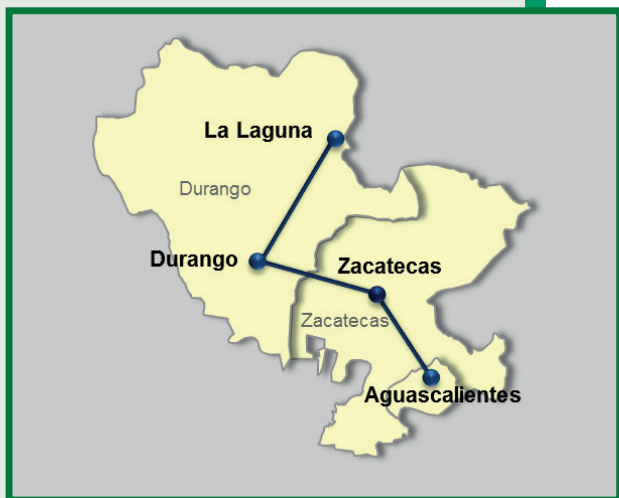 La Laguna
Durango
Durango
Zacatecas
Zacatecas
Aguascalientes